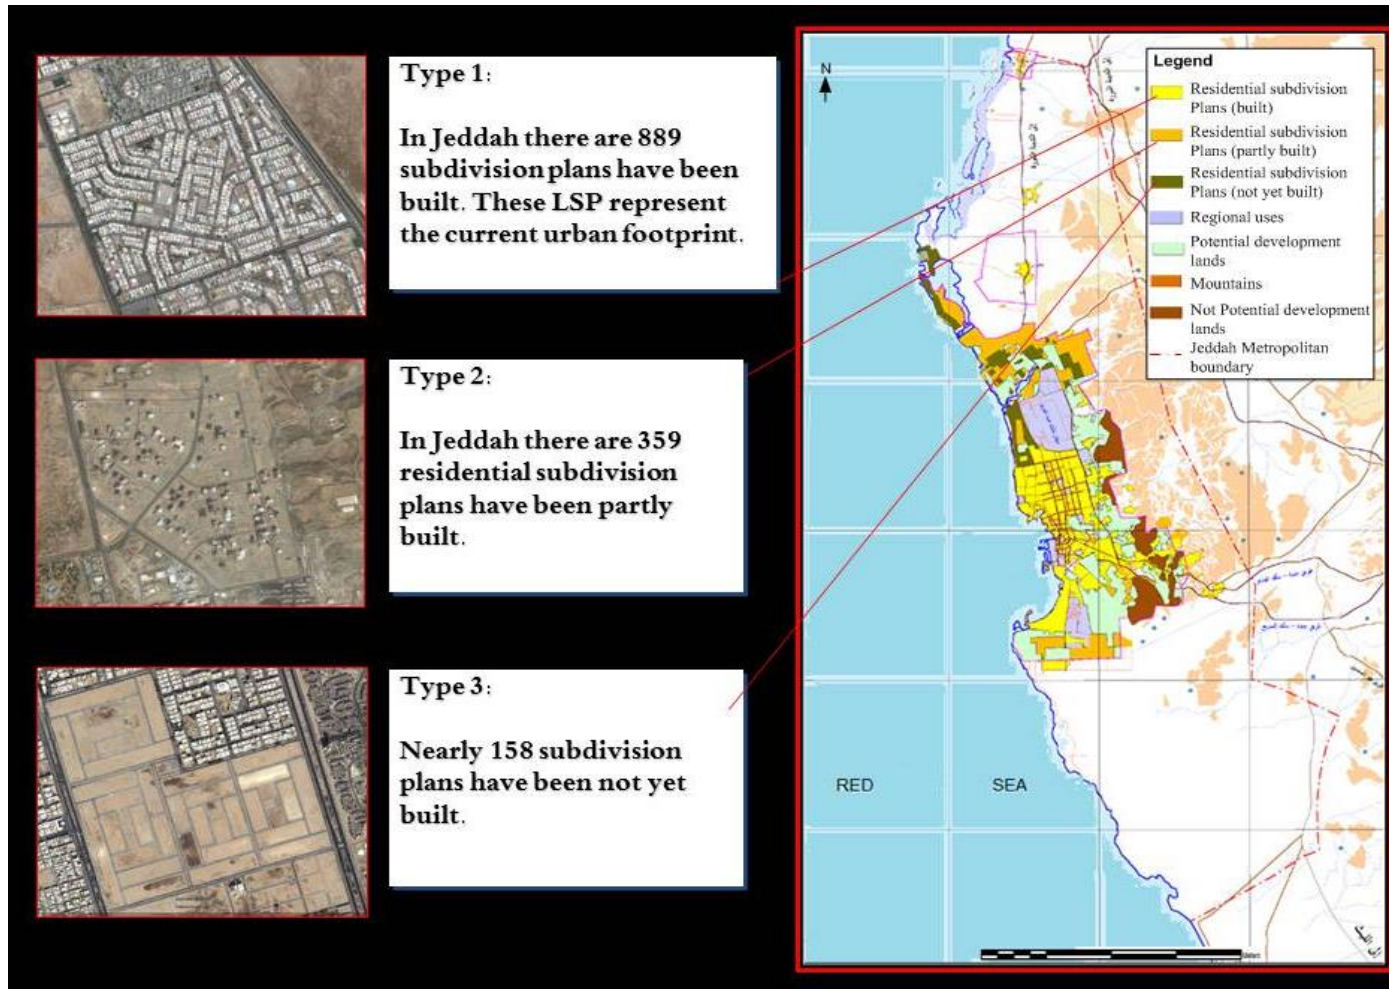 Type 1:
In Jeddah there are 889
subdivision plans have been
built. These LSP represent
the current urban footprint.
Type 2:
In Jeddah there are 359
residential subdivision
plans have been partly
built.
Type 3:
Nearly 158 subdivision
plans have been not yet
built.
N
Legend
Residential subdivision
Plans (built)
Residential subdivision
Plans (partly built)
Residential subdivision
Plans (not yet built)
Regional uses
Potential development
lands
Mountains
Not Potential development
lands
Jeddah Metropolitan
boundary
RED SEA